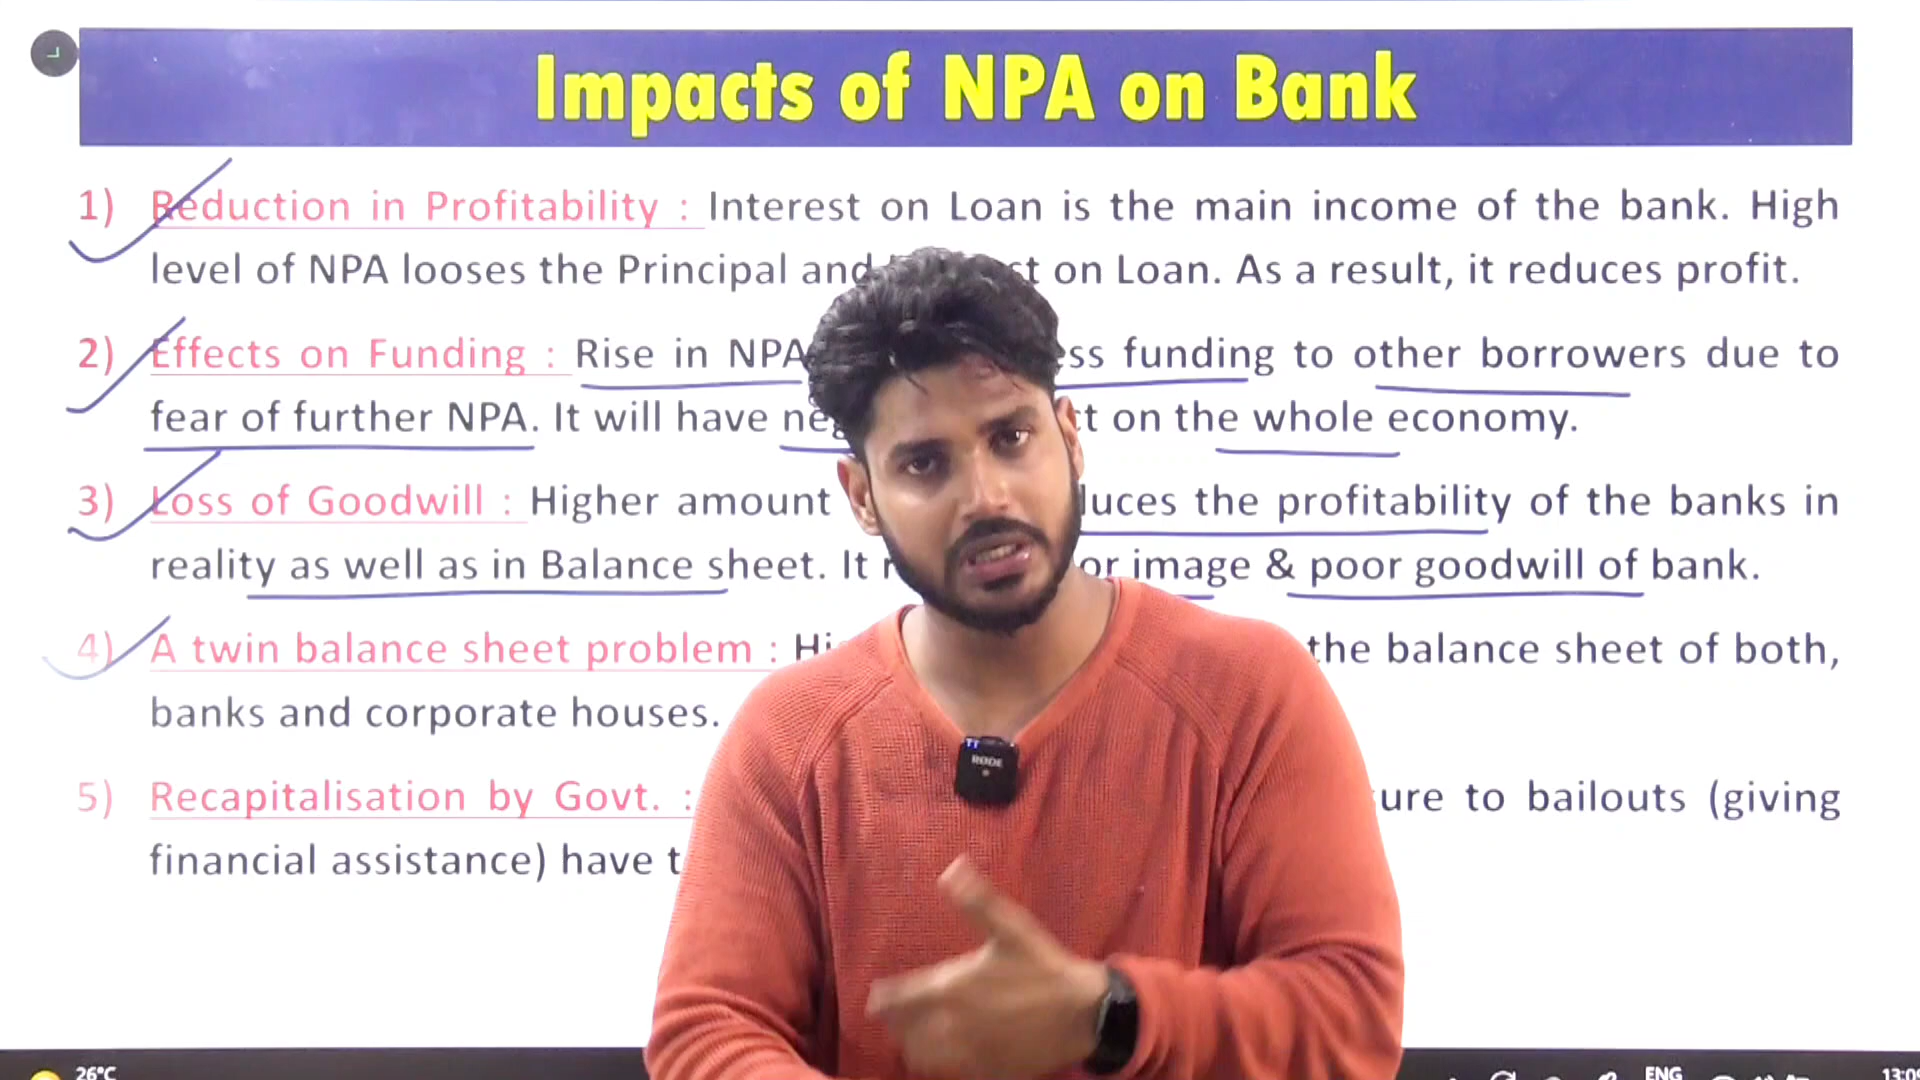 Impacts of NPA on Bank
1) Reduction in Profitability : Interest on Loan is the main income of the bank. High
level of NPA looses the Principal and on Loan. As a result, it reduces profit.
2) Effects on Funding : Rise in NPA funding to other borrowers due to
fear of further NPA. It will have on the whole economy.
3) Loss of Goodwill : Higher amount the profitability of the banks in
reality as well as in Balance sheet. It image & poor goodwill of bank.
4) A twin balance sheet problem : the balance sheet of both,
banks and corporate houses.
5) Recapitalisation by Govt. : to bailouts (giving
financial assistance) have
RODE
26°C
ENG